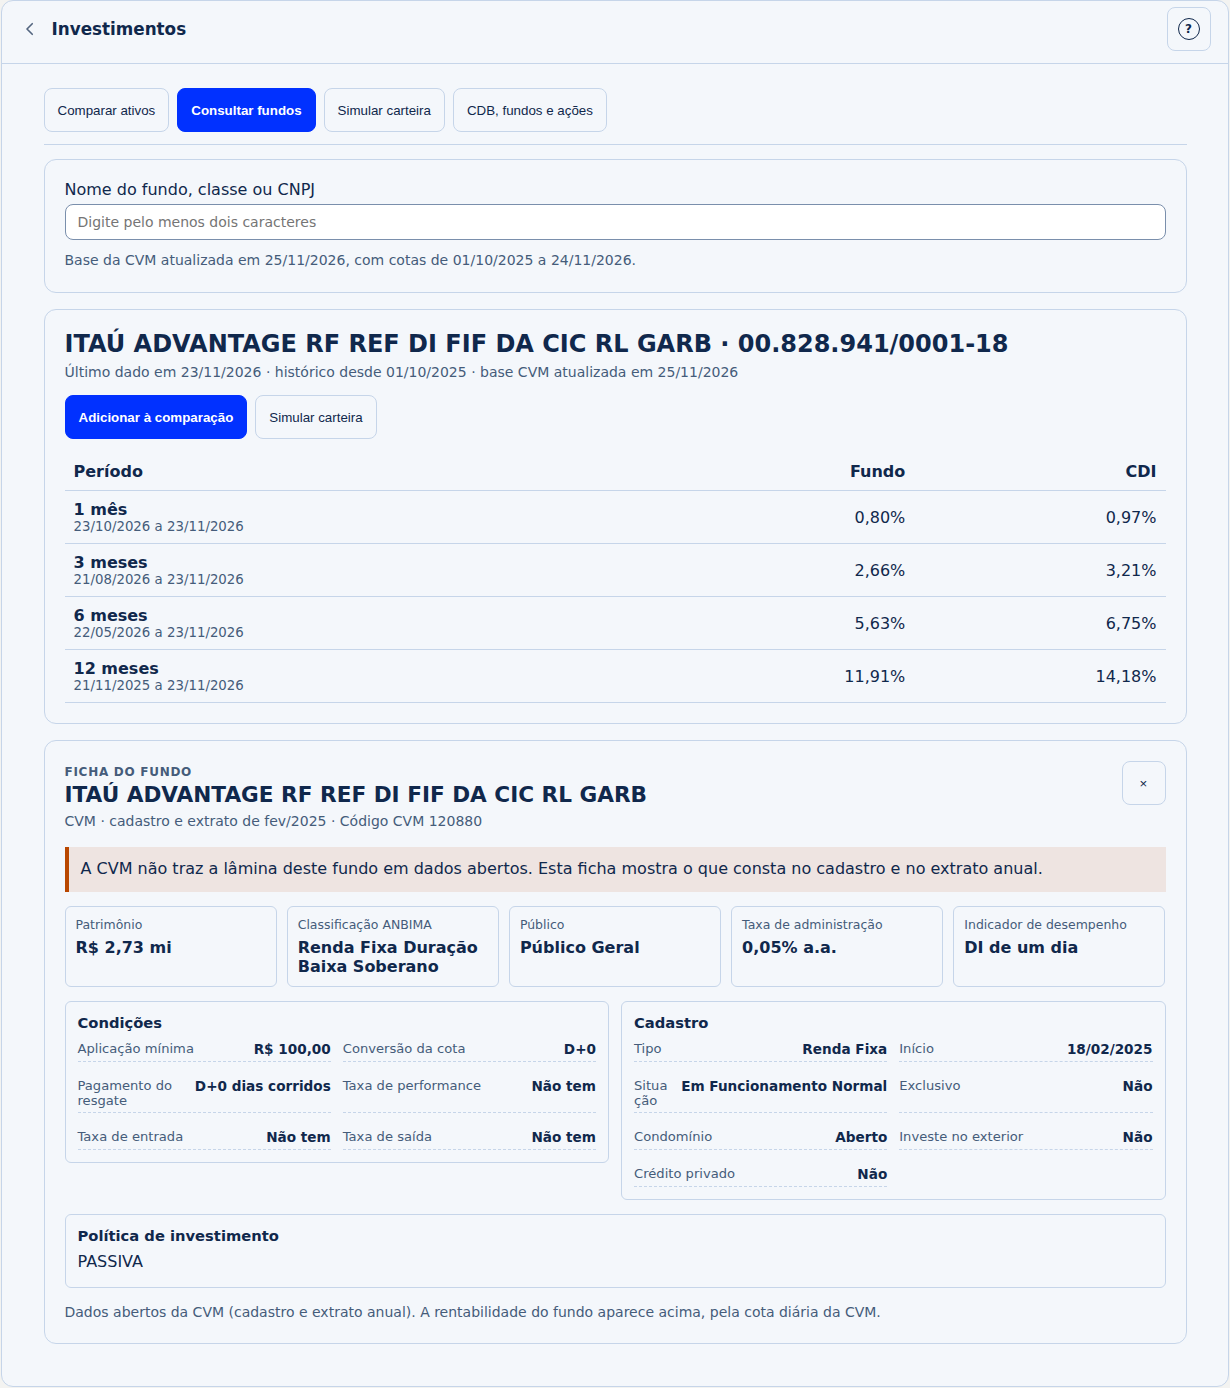 Investimentos
?
Comparar ativos
Consultar fundos
Simular carteira
CDB, fundos e ações
Nome do fundo, classe ou CNPJ
Digite pelo menos dois caracteres
Base da CVM atualizada em 25/11/2026, com cotas de 01/10/2025 a 24/11/2026.
ITAÚ ADVANTAGE RF REF DI FIF DA CIC RL GARB · 00.828.941/0001-18
Último dado em 23/11/2026 · histórico desde 01/10/2025 · base CVM atualizada em 25/11/2026
Adicionar à comparação
Simular carteira
Período Fundo CDI
1 mês
23/10/2026 a 23/11/2026
0,80% 0,97%
3 meses
21/08/2026 a 23/11/2026
2,66% 3,21%
6 meses
22/05/2026 a 23/11/2026
5,63% 6,75%
12 meses
21/11/2025 a 23/11/2026
11,91% 14,18%
FICHA DO FUNDO
ITAÚ ADVANTAGE RF REF DI FIF DA CIC RL GARB
CVM · cadastro e extrato de fev/2025 · Código CVM 120880
×
A CVM não traz a lâmina deste fundo em dados abertos. Esta ficha mostra o que consta no cadastro e no extrato anual.
Patrimônio
R$ 2,73 mi
Classificação ANBIMA
Renda Fixa Duração
Baixa Soberano
Público
Público Geral
Taxa de administração
0,05% a.a.
Indicador de desempenho
DI de um dia
Condições
Aplicação mínima R$ 100,00
Conversão da cota D+0
Pagamento do
resgate
D+0 dias corridos
Taxa de performance Não tem
Taxa de entrada Não tem
Taxa de saída Não tem
Cadastro
Tipo Renda Fixa
Início 18/02/2025
Situa
ção
Em Funcionamento Normal
Exclusivo Não
Condomínio Aberto
Investe no exterior Não
Crédito privado Não
Política de investimento
PASSIVA
Dados abertos da CVM (cadastro e extrato anual). A rentabilidade do fundo aparece acima, pela cota diária da CVM.